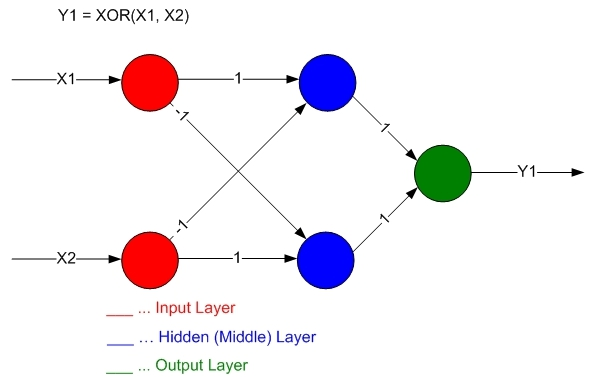 Y1 = XOR(X1, X2)
X1
1
-1
1
Y1
-1
1
X2
1
___ ... Input Layer
___ ... Hidden (Middle) Layer
___ ... Output Layer